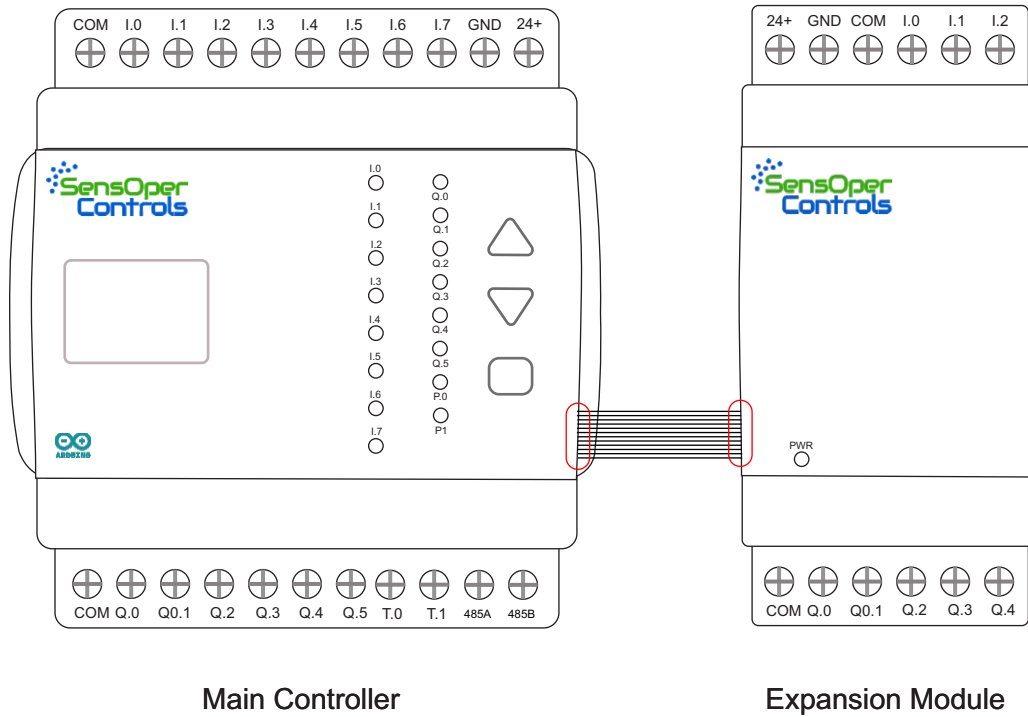 COM I.0 I.1 I.2 I.3 I.4 I.5 I.6 I.7 GND 24+
24+ GND COM I.0 I.1 I.2
SensOper
Controls
I.0
I.1
I.2
I.3
I.4
I.5
I.6
I.7
Q.0
Q.1
Q.2
Q.3
Q.4
Q.5
P.0
P1
ARDUINO
SensOper
Controls
PWR
COM Q.0 Q0.1 Q.2 Q.3 Q.4 Q.5 T.0 T.1 485A 485B
COM Q.0 Q0.1 Q.2 Q.3 Q.4
Main Controller
Expansion Module